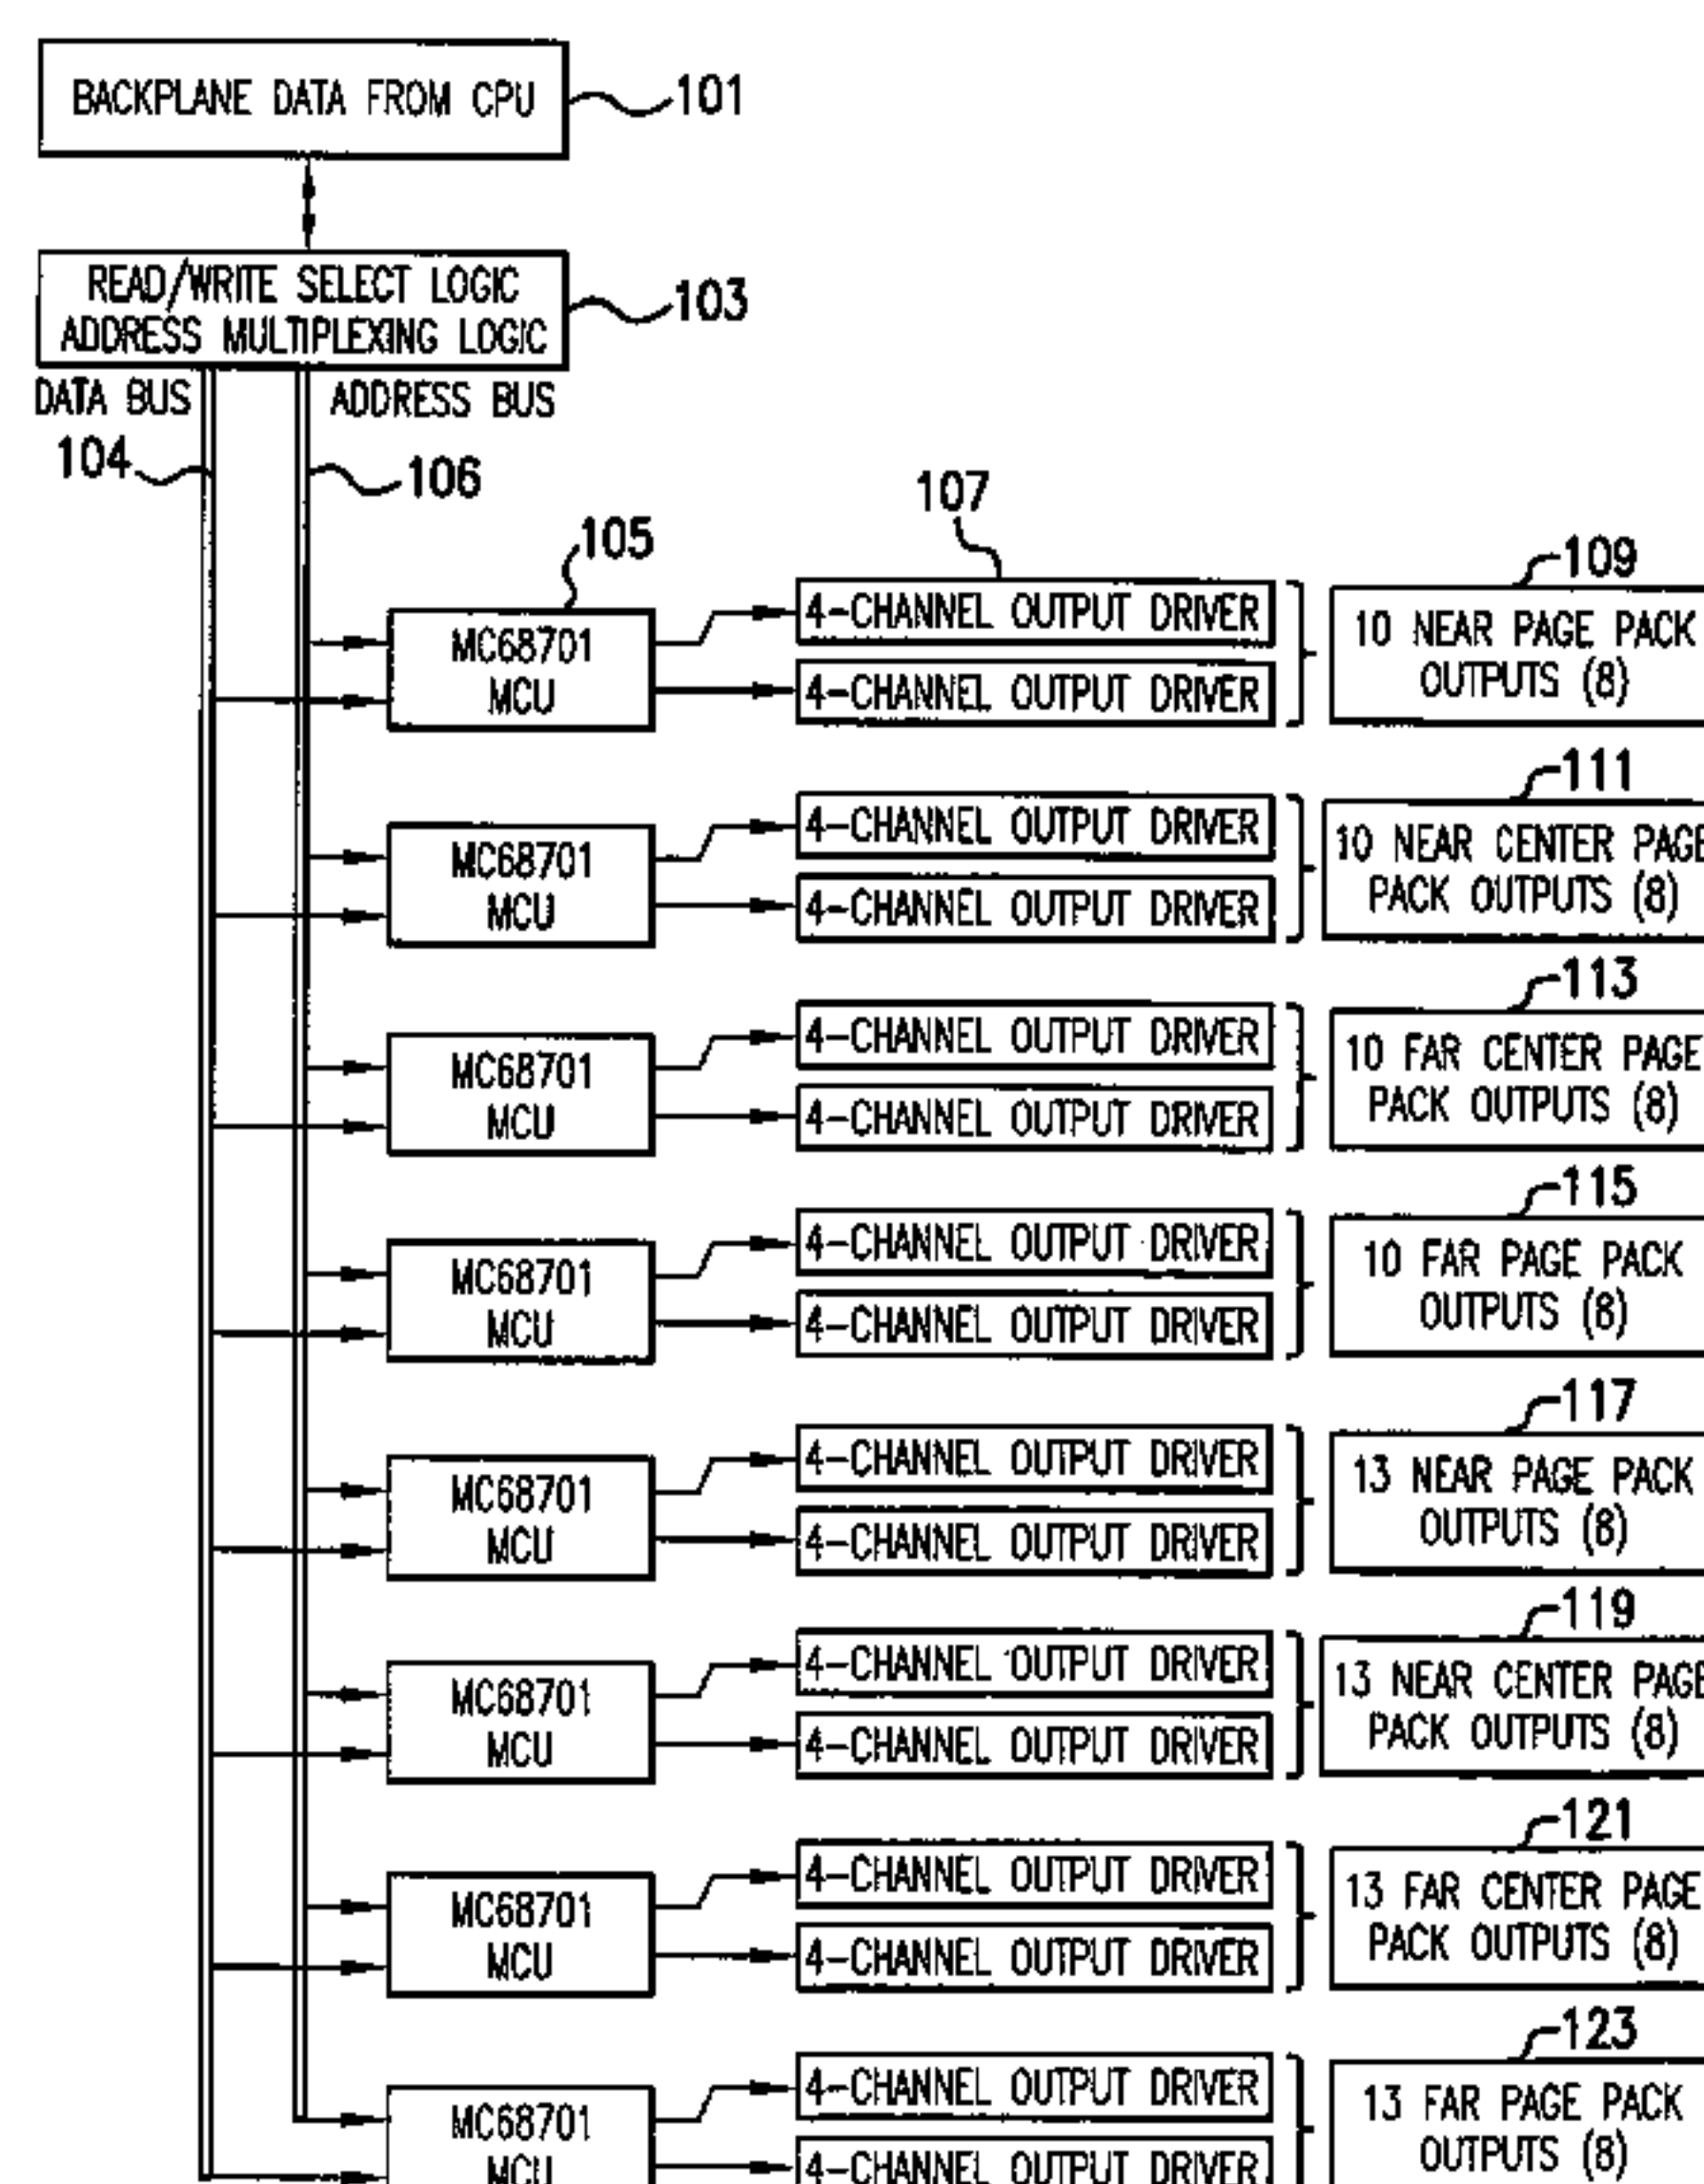 BACKPLANE DATA FROM CPU
101
READ/WRITE SELECT LOGIC
ADDRESS MULTIPLEXING LOGIC
103
DATA BUS
ADDRESS BUS
104
106
105
107
109
MC68701
MCU
4-CHANNEL OUTPUT DRIVER
4-CHANNEL OUTPUT DRIVER
10 NEAR PAGE PACK
OUTPUTS (8)
111
MC68701
MCU
4-CHANNEL OUTPUT DRIVER
4-CHANNEL OUTPUT DRIVER
10 NEAR CENTER PAGE
PACK OUTPUTS (8)
113
MC68701
MCU
4-CHANNEL OUTPUT DRIVER
4-CHANNEL OUTPUT DRIVER
10 FAR CENTER PAGE
PACK OUTPUTS (8)
115
MC68701
MCU
4-CHANNEL OUTPUT DRIVER
4-CHANNEL OUTPUT DRIVER
10 FAR PAGE PACK
OUTPUTS (8)
117
MC68701
MCU
4-CHANNEL OUTPUT DRIVER
4-CHANNEL OUTPUT DRIVER
13 NEAR PAGE PACK
OUTPUTS (8)
119
MC68701
MCU
4-CHANNEL OUTPUT DRIVER
4-CHANNEL OUTPUT DRIVER
13 NEAR CENTER PAGE
PACK OUTPUTS (8)
121
MC68701
MCU
4-CHANNEL OUTPUT DRIVER
4-CHANNEL OUTPUT DRIVER
13 FAR CENTER PAGE
PACK OUTPUTS (8)
123
MC68701
MCU
4-CHANNEL OUTPUT DRIVER
4-CHANNEL OUTPUT DRIVER
13 FAR PAGE PACK
OUTPUTS (8)